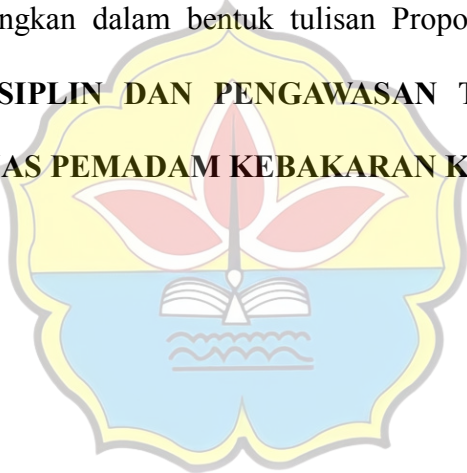 ngkan dalam bentuk tulisan Propo
SIPLIN DAN PENGAWASAN T
AS PEMADAM KEBAKARAN K